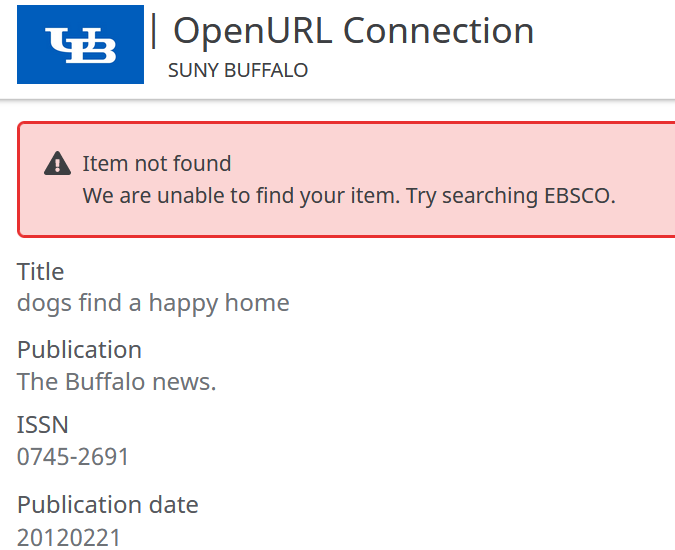 UB | OpenURL Connection
SUNY BUFFALO
Item not found
We are unable to find your item. Try searching EBSCO.
Title
dogs find a happy home
Publication
The Buffalo news.
ISSN
0745-2691
Publication date
20120221